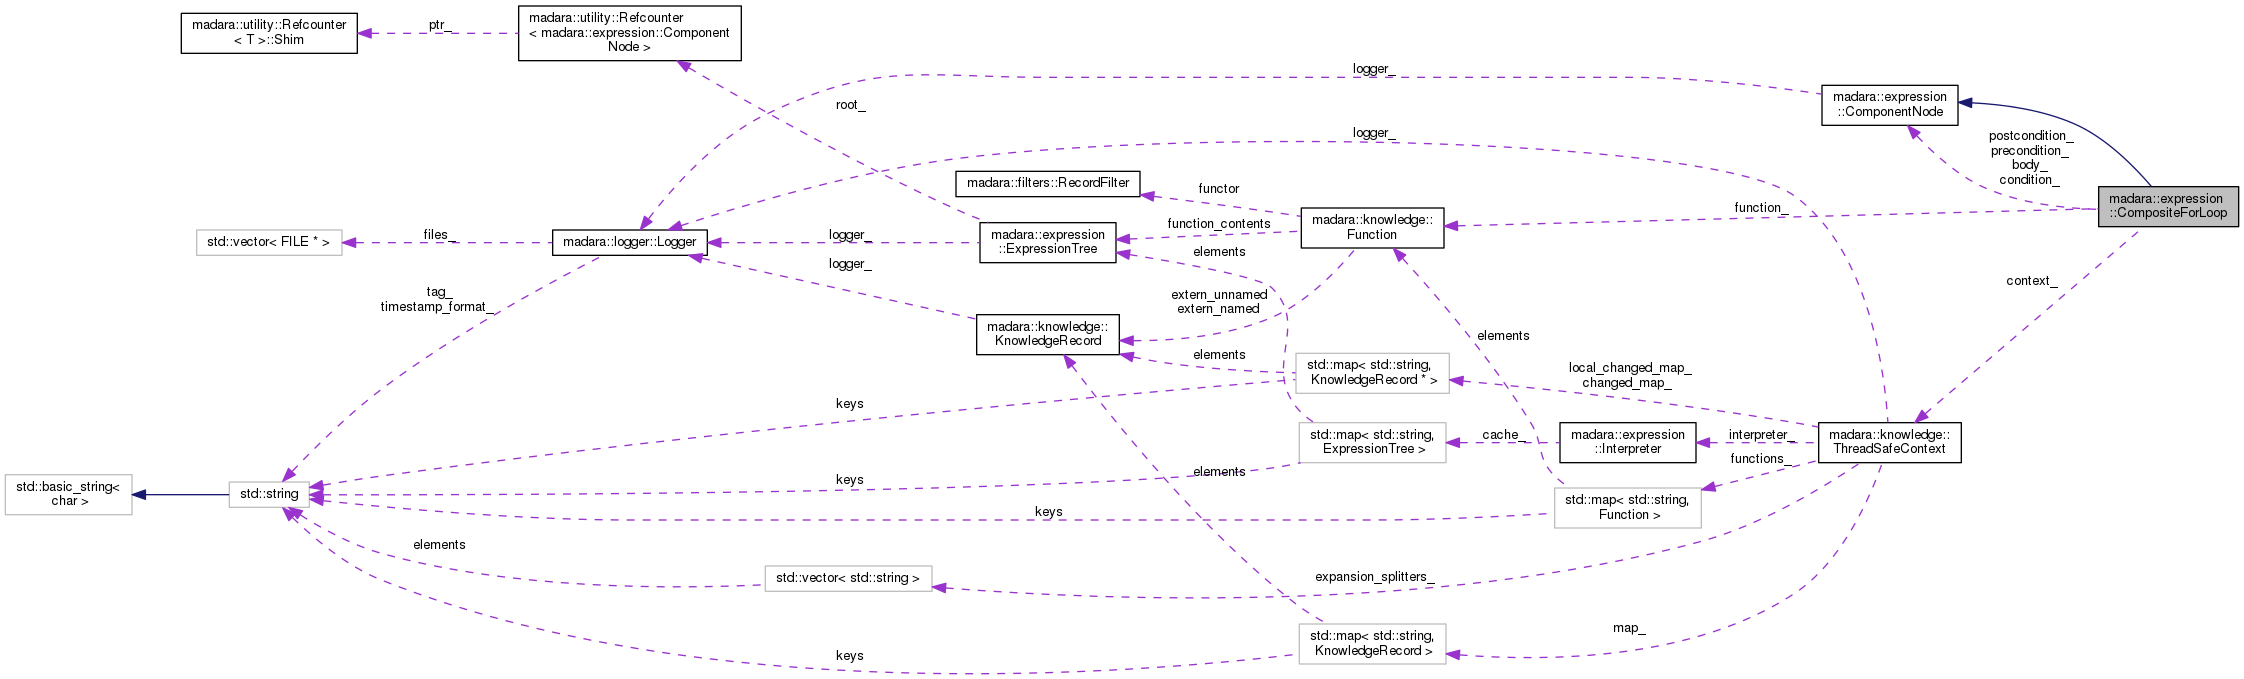 madara::utility::Refcounter
< T >::Shim
ptr_
madara::utility::Refcounter
< madara::expression::Component
Node >
logger_
root_
madara::expression
::ComponentNode
logger_
postcondition_
precondition_
body_
condition_
madara::filters::RecordFilter
functor
madara::expression
::CompositeForLoop
function_
madara::knowledge::
Function
function_contents
std::vector< FILE * >
files_
madara::logger::Logger
logger_
madara::expression
::ExpressionTree
elements
logger_
context_
tag_
timestamp_format_
extern_unnamed
extern_named
madara::knowledge::
KnowledgeRecord
elements
elements
std::map< std::string,
KnowledgeRecord * >
local_changed_map_
changed_map_
keys
std::map< std::string,
ExpressionTree >
cache_
madara::expression
::Interpreter
interpreter_
madara::knowledge::
ThreadSafeContext
functions_
elements
keys
std::basic_string<
char >
std::string
keys
std::map< std::string,
Function >
elements
std::vector< std::string >
expansion_splitters_
map_
std::map< std::string,
KnowledgeRecord >
keys